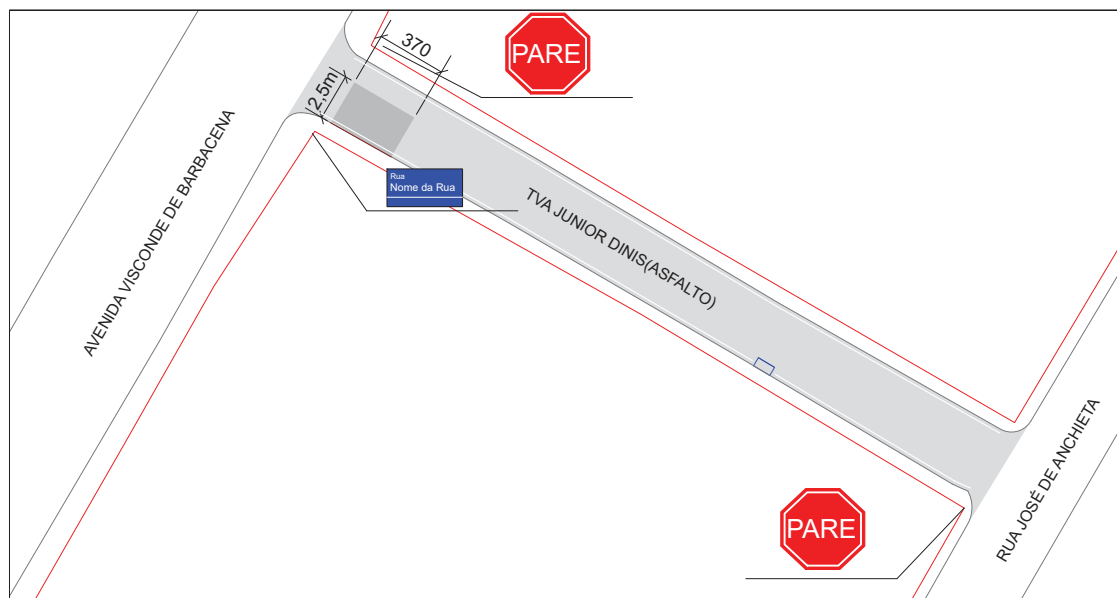 370
PARE
2,5m
AVENIDA VISCONDE DE BARBACENA
Rua
Nome da Rua
TVA JUNIOR DINIS(ASFALTO)
PARE
RUA JOSÉ DE ANCHIETA